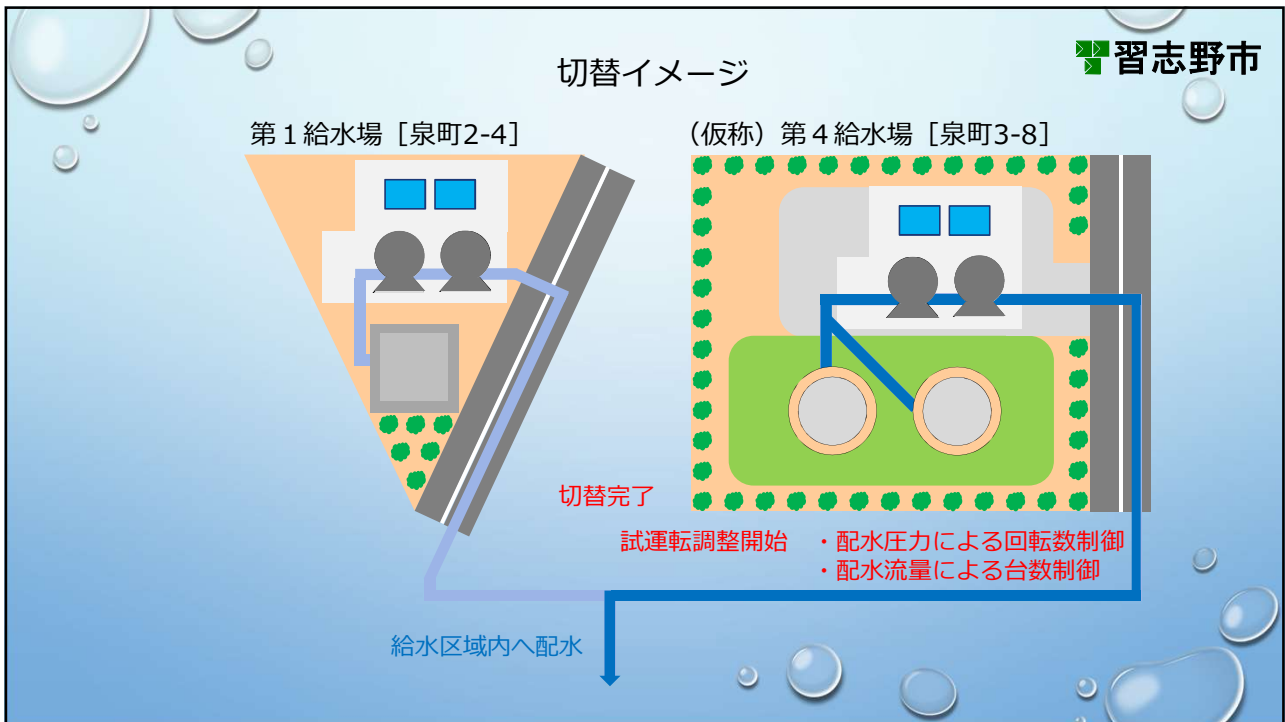 切替イメージ
習志野市
第1給水場［泉町2-4］
（仮称）第4給水場［泉町3-8］
切替完了
試運転調整開始　・配水圧力による回転数制御
・配水流量による台数制御
給水区域内へ配水